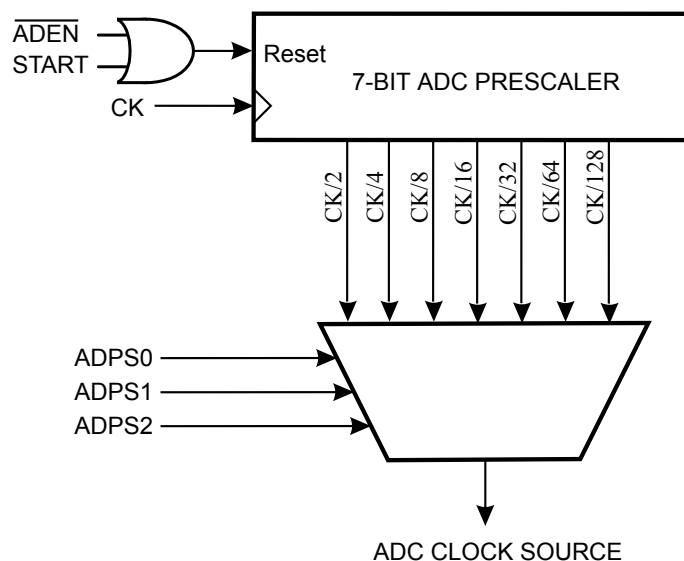 ADEN
START
Reset
7-BIT ADC PRESCALER
CK
CK/2
CK/4
CK/8
CK/16
CK/32
CK/64
CK/128
ADPS0
ADPS1
ADPS2
ADC CLOCK SOURCE